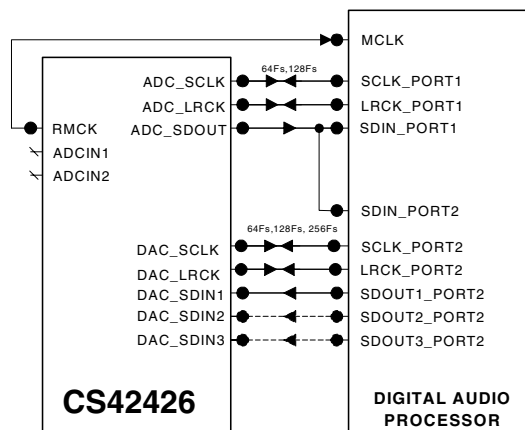 MCLK
64Fs,128Fs
ADC_SCLK
SCLK_PORT1
ADC_LRCK
LRCK_PORT1
RMCK
ADC_SDOUT
SDIN_PORT1
ADCIN1
ADCIN2
SDIN_PORT2
64Fs,128Fs, 256Fs
DAC_SCLK
SCLK_PORT2
DAC_LRCK
LRCK_PORT2
DAC_SDIN1
SDOUT1_PORT2
DAC_SDIN2
SDOUT2_PORT2
DAC_SDIN3
SDOUT3_PORT2
CS42426
DIGITAL AUDIO
PROCESSOR